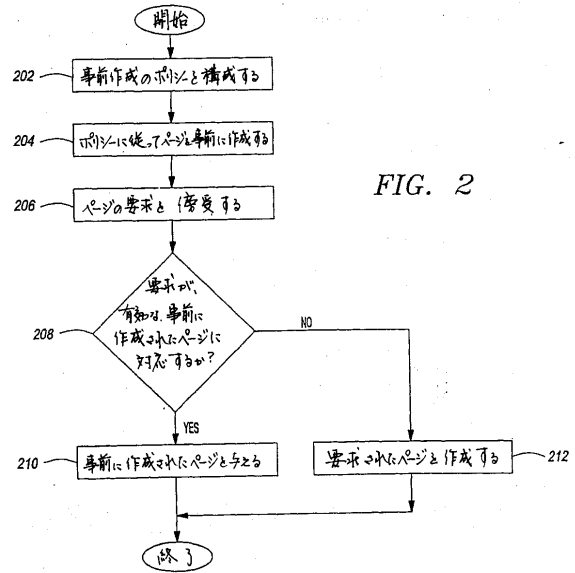 開始
202
事前作成のポリシーを構成する
204
ポリシーに従ってページを事前に作成する
206
ページの要求を傍受する
FIG. 2
208
要求が、
有効な、事前に
作成されたページに
対応するか?
NO
YES
210
事前に作成されたページを与える
要求されたページを作成する
212
終了